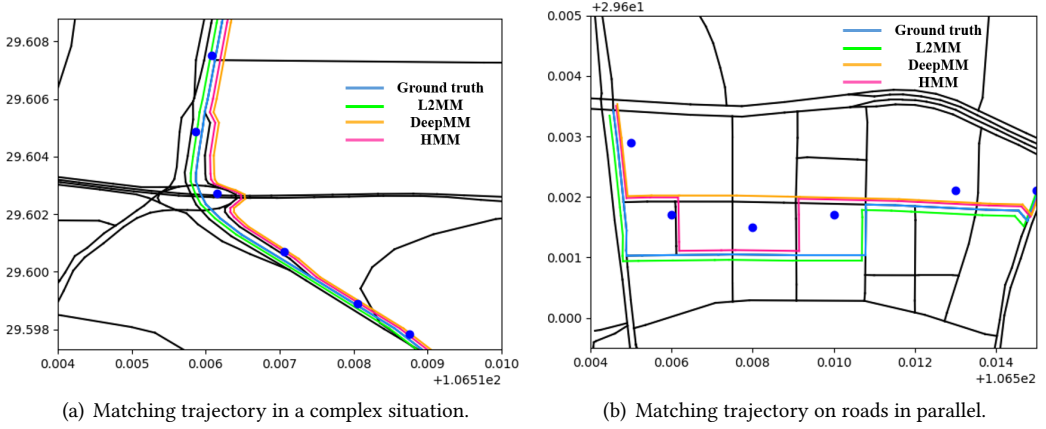 29.608
29.606
29.604
29.602
29.600
29.598
0.004 0.005 0.006 0.007 0.008 0.009 0.010
+1.0651e2
Ground truth
L2MM
DeepMM
HMM
(a) Matching trajectory in a complex situation.
+2.96e1
0.005
0.004
0.003
0.002
0.001
0.000
0.004 0.006 0.008 0.010 0.012 0.014
+1.065e2
Ground truth
L2MM
DeepMM
HMM
(b) Matching trajectory on roads in parallel.